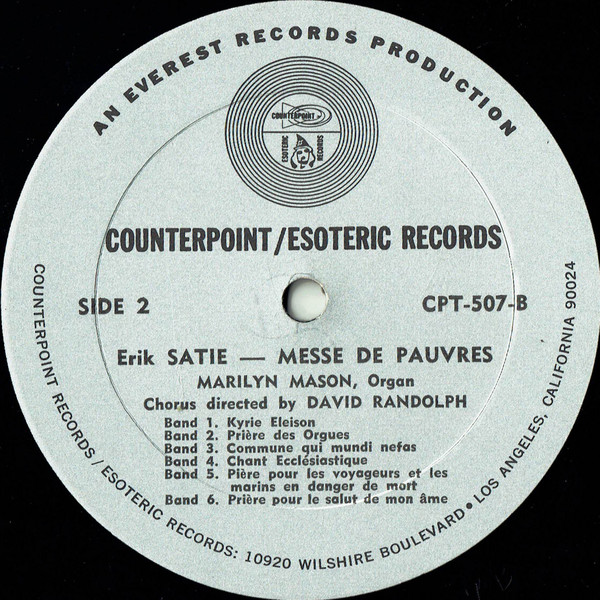 AN EVEREST RECORDS PRODUCTION
COUNTERPOINT
ESOTERIC RECORDS
COUNTERPOINT/ESOTERIC RECORDS
SIDE 2
CPT-507-B
Erik SATIE — MESSE DE PAUVRES
MARILYN MASON, Organ
Chorus directed by DAVID RANDOLPH
Band 1. Kyrie Eleison
Band 2. Prière des Orgues
Band 3. Commune qui mundi nefas
Band 4. Chant Ecclésiastique
Band 5. Pière pour les voyageurs et les
marins en danger de mort
Band 6. Prière pour le salut de mon âme
COUNTERPOINT RECORDS / ESOTERIC RECORDS: 10920 WILSHIRE BOULEVARD • LOS ANGELES, CALIFORNIA 90024